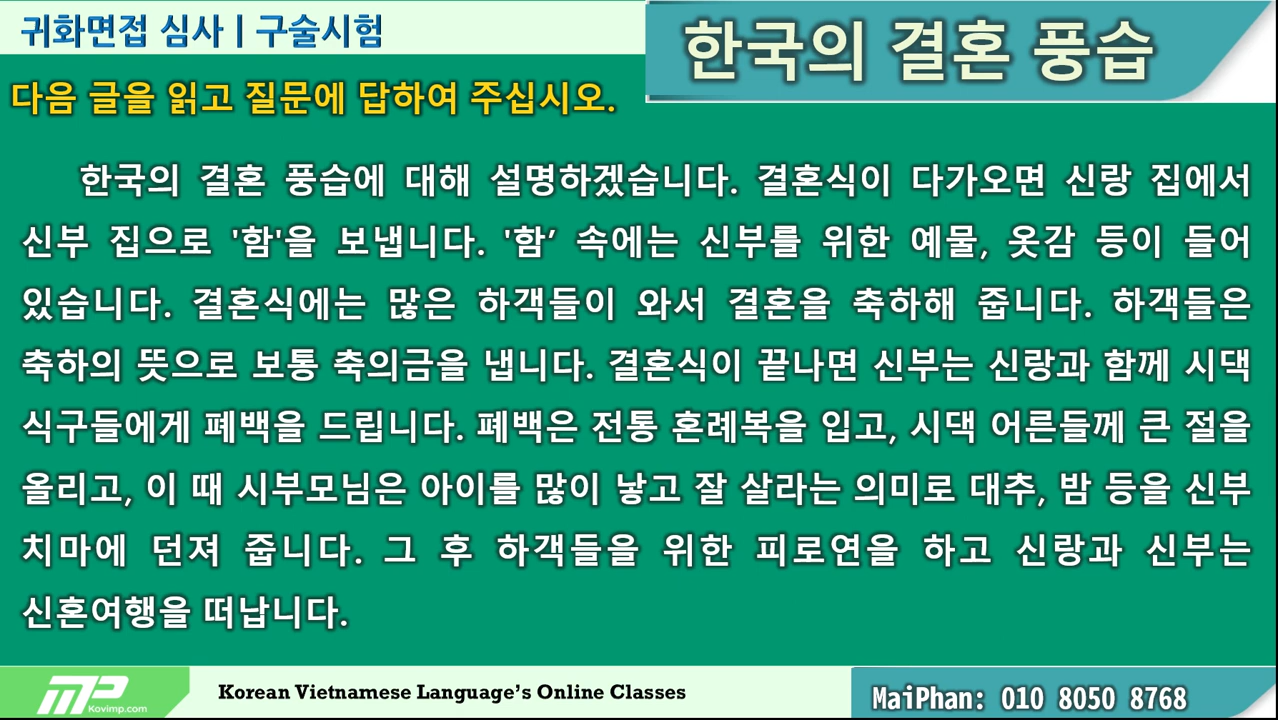 귀화면접 심사 | 구술시험
한국의 결혼 풍습
다음 글을 읽고 질문에 답하여 주십시오.
한국의 결혼 풍습에 대해 설명하겠습니다. 결혼식이 다가오면 신랑 집에서
신부 집으로 '함'을 보냅니다. '함’ 속에는 신부를 위한 예물, 옷감 등이 들어
있습니다. 결혼식에는 많은 하객들이 와서 결혼을 축하해 줍니다. 하객들은
축하의 뜻으로 보통 축의금을 냅니다. 결혼식이 끝나면 신부는 신랑과 함께 시댁
식구들에게 폐백을 드립니다. 폐백은 전통 혼례복을 입고, 시댁 어른들께 큰 절을
올리고, 이 때 시부모님은 아이를 많이 낳고 잘 살라는 의미로 대추, 밤 등을 신부
치마에 던져 줍니다. 그 후 하객들을 위한 피로연을 하고 신랑과 신부는
신혼여행을 떠납니다.
MP
Kovimp.com
Korean Vietnamese Language’s Online Classes
MaiPhan: 010 8050 8768